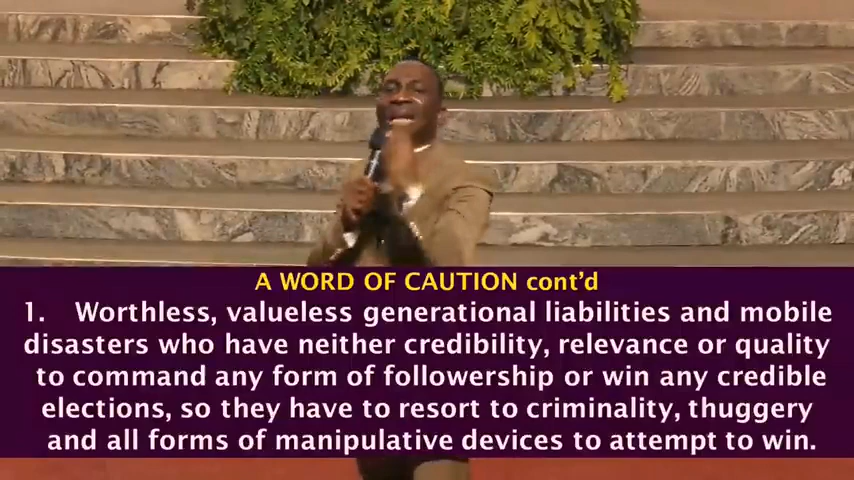 A WORD OF CAUTION cont’d
1. Worthless, valueless generational liabilities and mobile
disasters who have neither credibility, relevance or quality
to command any form of followership or win any credible
elections, so they have to resort to criminality, thuggery
and all forms of manipulative devices to attempt to win.